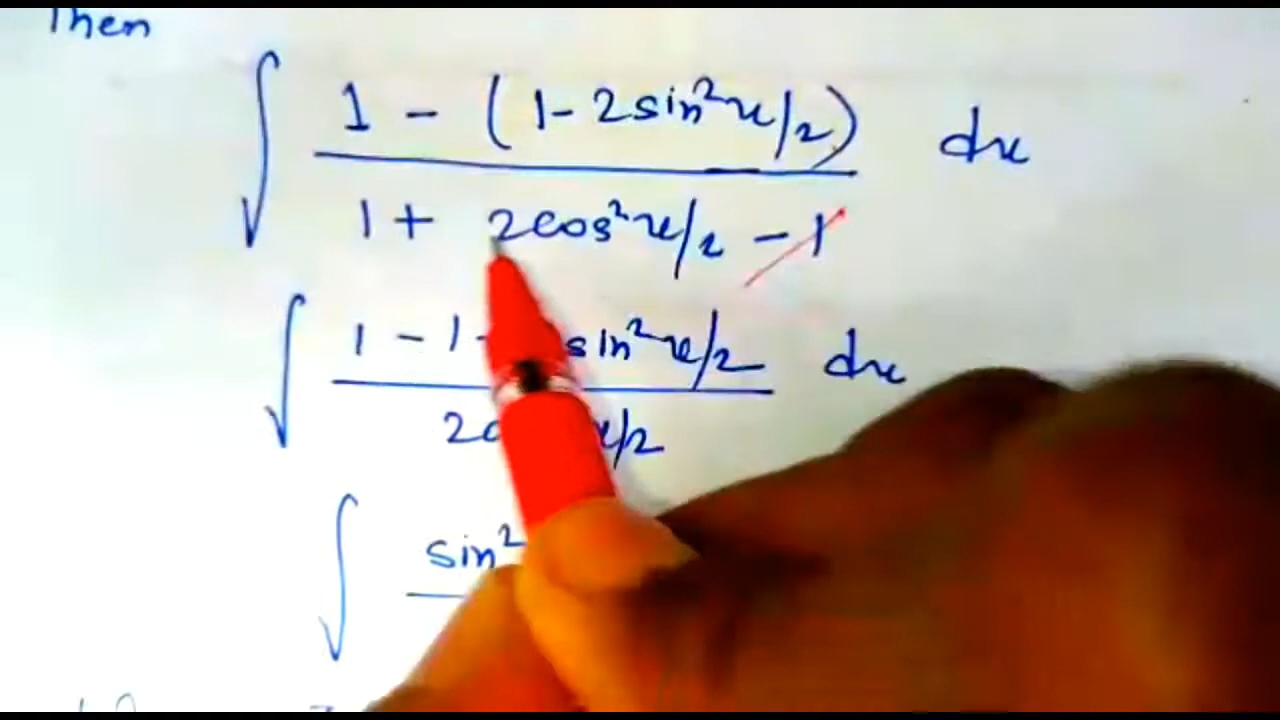 Then
∫ 1 - (1 - 2sin²x/2) dx
1 + 2cos²x/2 - 1
∫ 1 - 1 sin²x/2 dx
2 x/2
∫ sin²